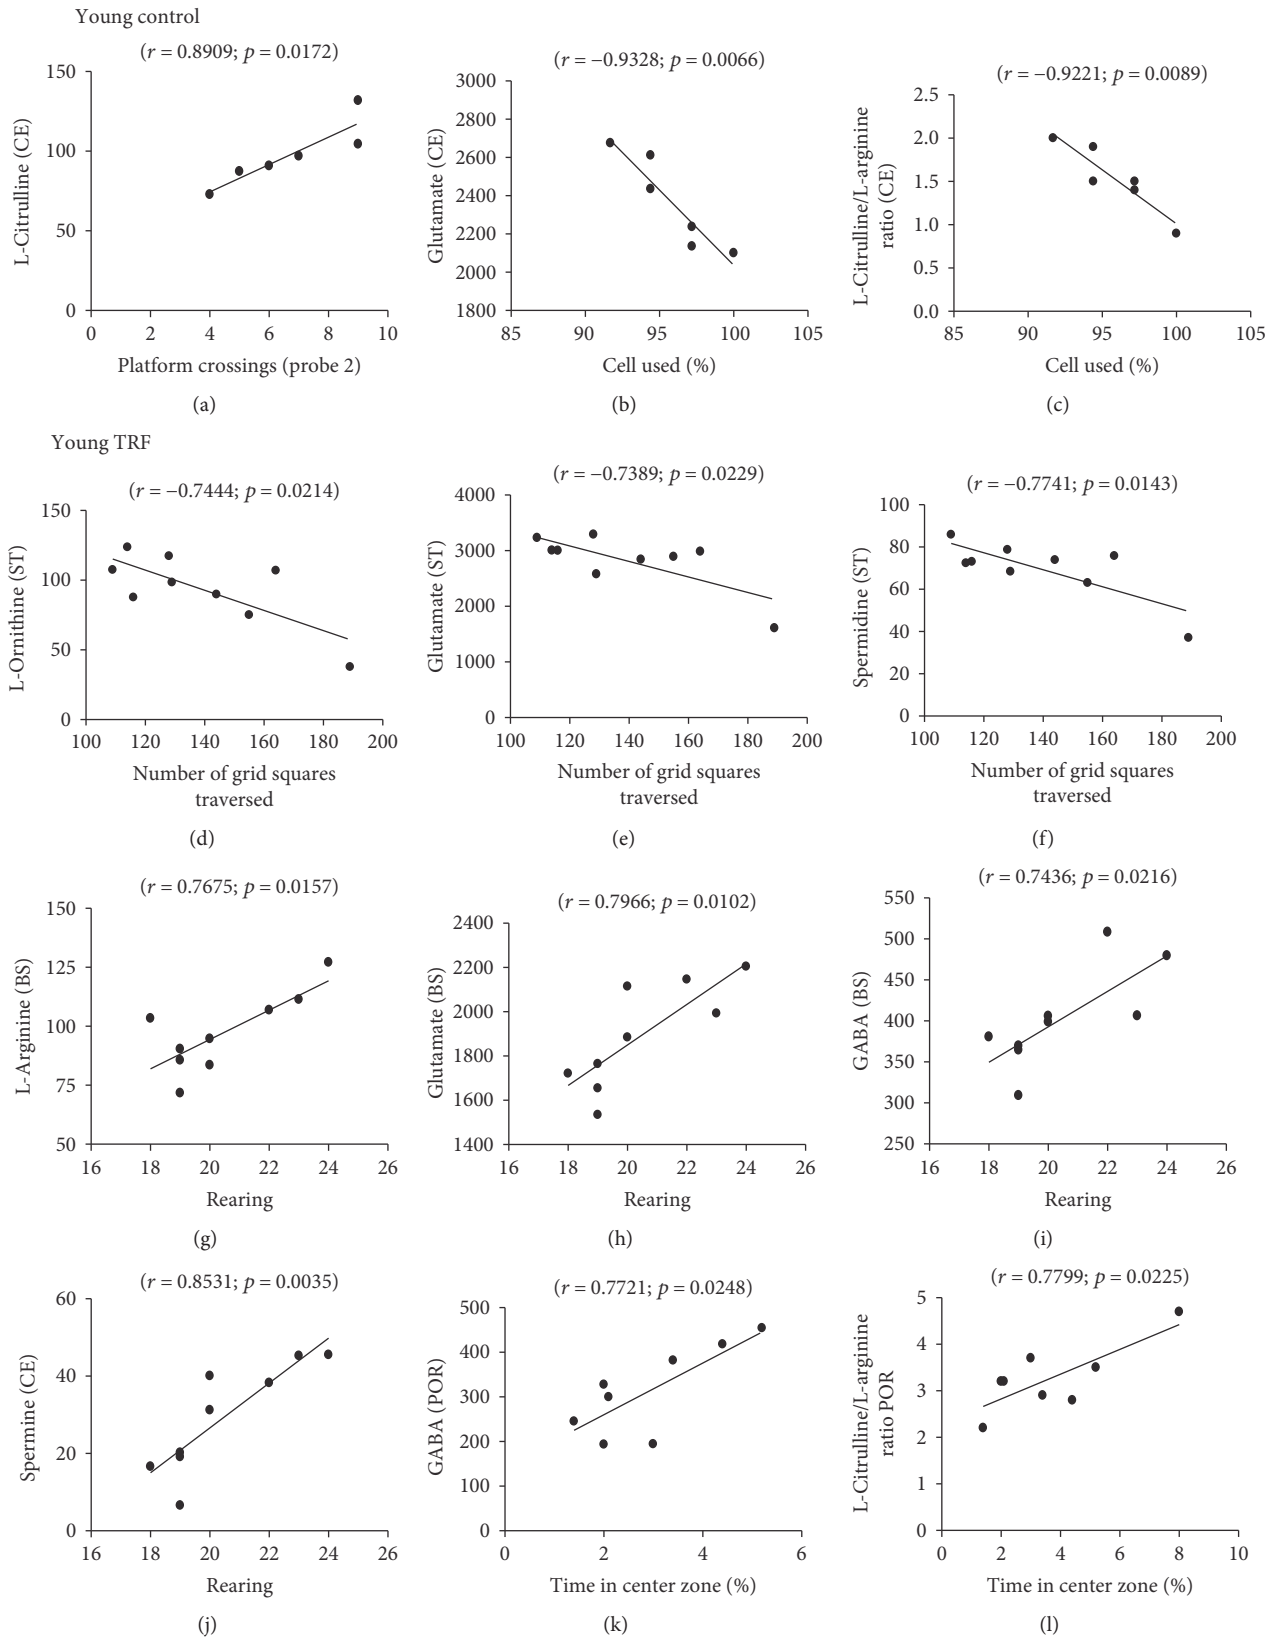 Young control
(r = 0.8909; p = 0.0172)
150
100
50
0
L-Citrulline (CE)
0 2 4 6 8 10
Platform crossings (probe 2)
(a)
(r = −0.9328; p = 0.0066)
3000
2800
2600
2400
2200
2000
1800
Glutamate (CE)
85 90 95 100 105
Cell used (%)
(b)
(r = −0.9221; p = 0.0089)
2.5
2.0
1.5
1.0
0.5
0.0
L-Citrulline/L-arginine
ratio (CE)
85 90 95 100 105
Cell used (%)
(c)
Young TRF
(r = −0.7444; p = 0.0214)
150
100
50
0
L-Ornithine (ST)
100 120 140 160 180 200
Number of grid squares
traversed
(d)
(r = −0.7389; p = 0.0229)
4000
3000
2000
1000
0
Glutamate (ST)
100 120 140 160 180 200
Number of grid squares
traversed
(e)
(r = −0.7741; p = 0.0143)
100
80
60
40
20
0
Spermidine (ST)
100 120 140 160 180 200
Number of grid squares
traversed
(f)
(r = 0.7675; p = 0.0157)
150
125
100
75
50
L-Arginine (BS)
16 18 20 22 24 26
Rearing
(g)
(r = 0.7966; p = 0.0102)
2400
2200
2000
1800
1600
1400
Glutamate (BS)
16 18 20 22 24 26
Rearing
(h)
(r = 0.7436; p = 0.0216)
550
500
450
400
350
300
250
GABA (BS)
16 18 20 22 24 26
Rearing
(i)
(r = 0.8531; p = 0.0035)
60
40
20
0
Spermine (CE)
16 18 20 22 24 26
Rearing
(j)
(r = 0.7721; p = 0.0248)
500
400
300
200
100
0
GABA (POR)
0 2 4 6
Time in center zone (%)
(k)
(r = 0.7799; p = 0.0225)
5
4
3
2
1
0
L-Citrulline/L-arginine
ratio POR
0 2 4 6 8 10
Time in center zone (%)
(l)